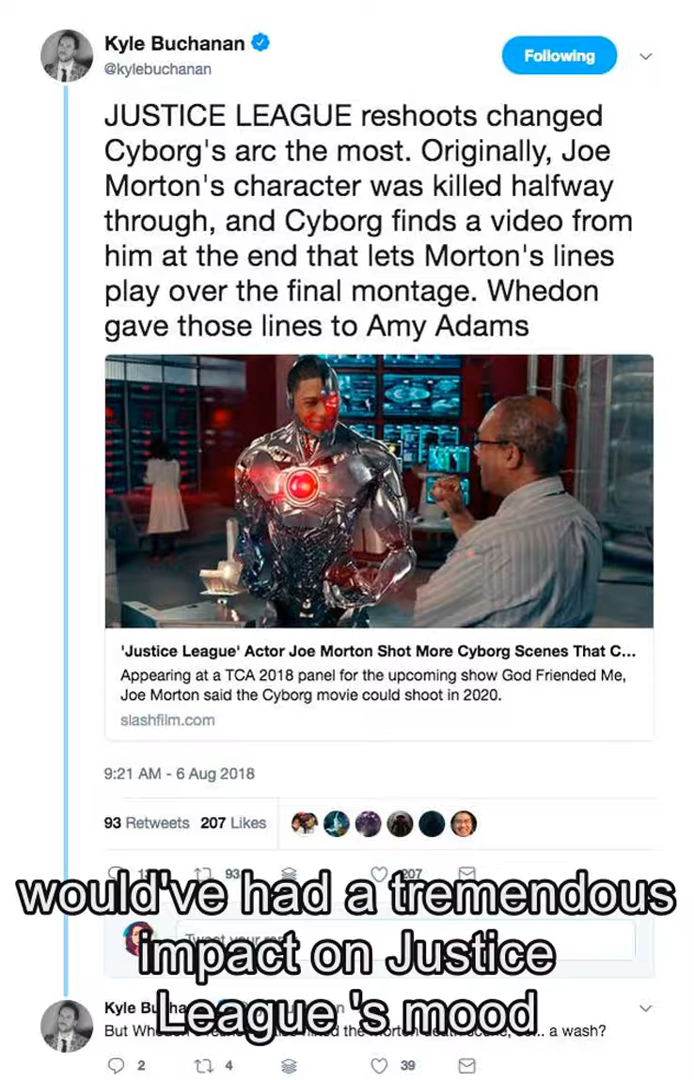 Kyle Buchanan
@kylebuchanan
Following
JUSTICE LEAGUE reshoots changed
Cyborg's arc the most. Originally, Joe
Morton's character was killed halfway
through, and Cyborg finds a video from
him at the end that lets Morton's lines
play over the final montage. Whedon
gave those lines to Amy Adams
'Justice League' Actor Joe Morton Shot More Cyborg Scenes That C...
Appearing at a TCA 2018 panel for the upcoming show God Friended Me,
Joe Morton said the Cyborg movie could shoot in 2020.
slashfilm.com
9:21 AM - 6 Aug 2018
93 Retweets 207 Likes
93 207
would've had a tremendous
impact on Justice
League 's mood
Kyle
But the a wash?
2 4 39